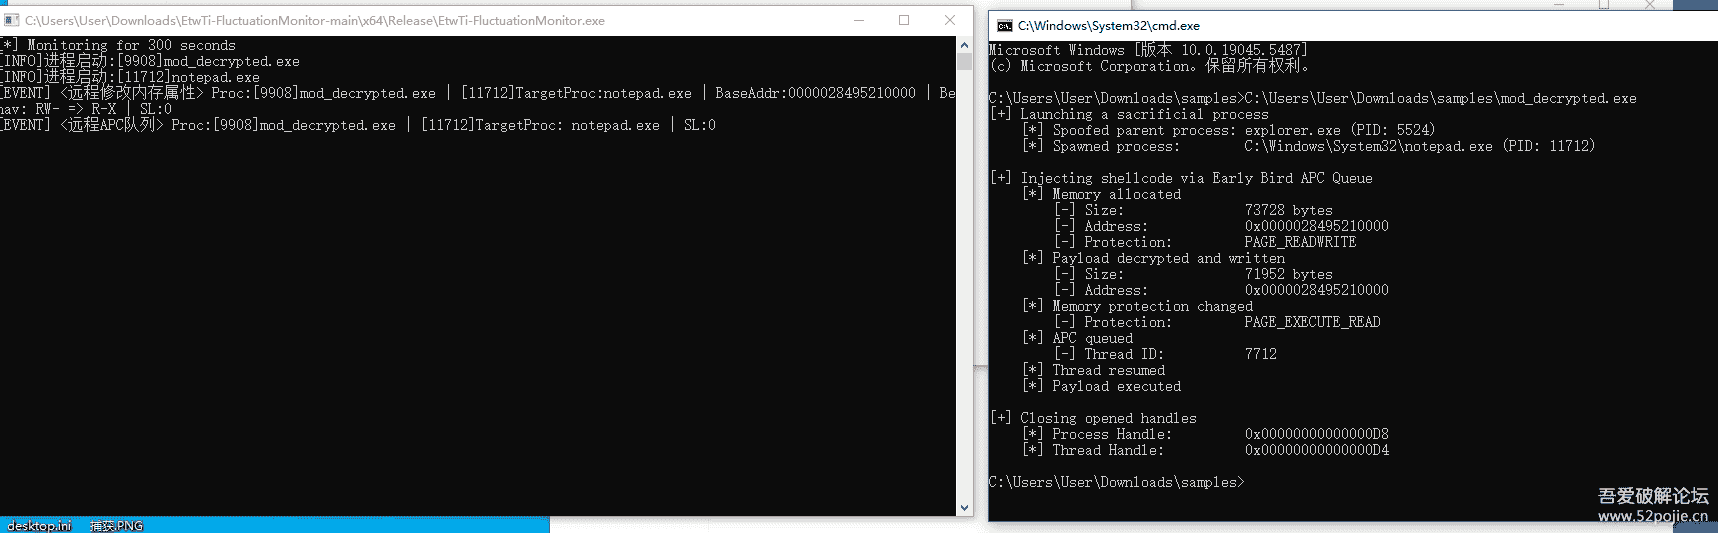 C:\Users\User\Downloads\EtwTi-FluctuationMonitor-main\x64\Release\EtwTi-FluctuationMonitor.exe
[*] Monitoring for 300 seconds
[INFO]进程启动:[9908]mod_decrypted.exe
[INFO]进程启动:[11712]notepad.exe
[EVENT] <远程修改内存属性> Proc:[9908]mod_decrypted.exe | [11712]TargetProc:notepad.exe | BaseAddr:0000028495210000 | Be
hav: RW- => R-X | SL:0
[EVENT] <远程APC队列> Proc:[9908]mod_decrypted.exe | [11712]TargetProc: notepad.exe | SL:0
desktop.ini 捕获.PNG
C:\Windows\System32\cmd.exe
Microsoft Windows [版本 10.0.19045.5487]
(c) Microsoft Corporation。保留所有权利。
C:\Users\User\Downloads\samples>C:\Users\User\Downloads\samples\mod_decrypted.exe
[+] Launching a sacrificial process
[*] Spoofed parent process: explorer.exe (PID: 5524)
[*] Spawned process: C:\Windows\System32\notepad.exe (PID: 11712)
[+] Injecting shellcode via Early Bird APC Queue
[*] Memory allocated
[-] Size: 73728 bytes
[-] Address: 0x0000028495210000
[-] Protection: PAGE_READWRITE
[*] Payload decrypted and written
[-] Size: 71952 bytes
[-] Address: 0x0000028495210000
[*] Memory protection changed
[-] Protection: PAGE_EXECUTE_READ
[*] APC queued
[-] Thread ID: 7712
[*] Thread resumed
[*] Payload executed
[+] Closing opened handles
[*] Process Handle: 0x00000000000000D8
[*] Thread Handle: 0x00000000000000D4
C:\Users\User\Downloads\samples>
吾爱破解论坛
www.52pojie.cn